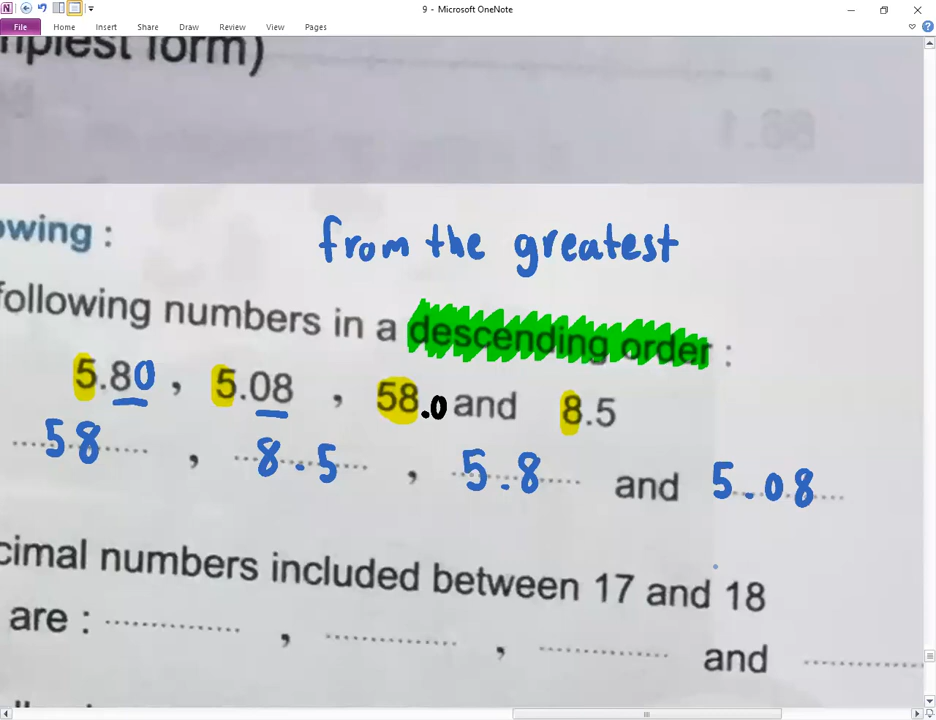 9 - Microsoft OneNote
File Home Insert Share Draw Review View Pages
form)
1.86
owing :
from the greatest
following numbers in a descending order :
5.80 , 5.08 , 58.0 and 8.5
58 , 8.5 , 5.8 and 5.08
cimal numbers included between 17 and 18
are : , , and